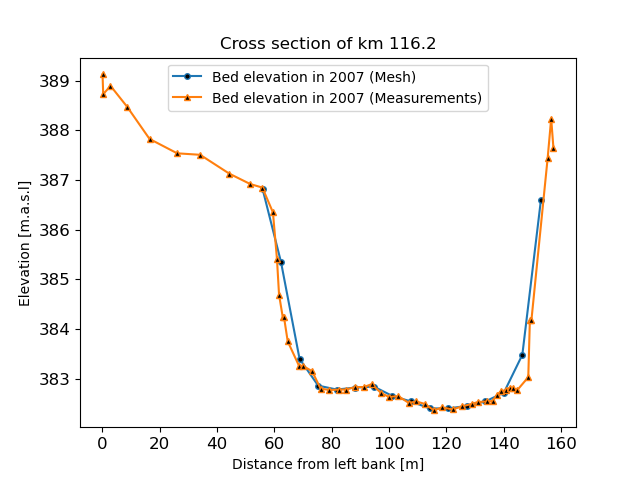 Cross section of km 116.2
Bed elevation in 2007 (Mesh)
Bed elevation in 2007 (Measurements)
Elevation [m.a.s.l]
389
388
387
386
385
384
383
0 20 40 60 80 100 120 140 160
Distance from left bank [m]